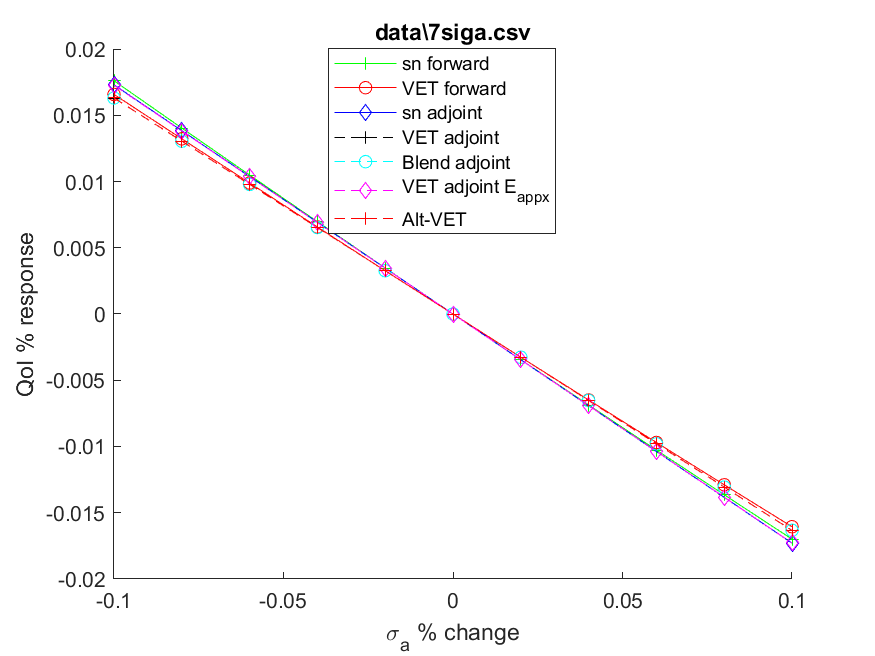 data\7siga.csv
sn forward
VET forward
sn adjoint
VET adjoint
Blend adjoint
VET adjoint E_appx
Alt-VET
0.02
0.015
0.01
0.005
0
-0.005
-0.01
-0.015
-0.02
QoI % response
-0.1 -0.05 0 0.05 0.1
σ_a % change